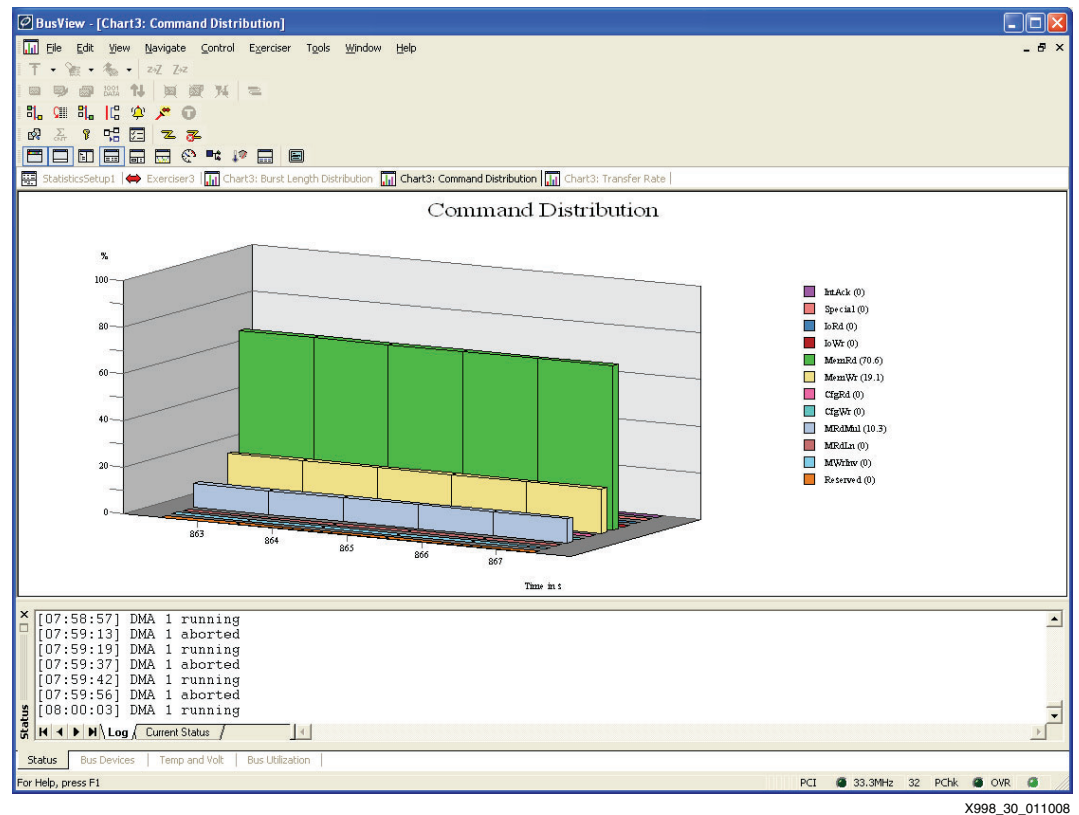 BusView - [Chart3: Command Distribution]
File Edit View Navigate Control Exerciser Tools Window Help
StatisticsSetup1 Exerciser3 Chart3: Burst Length Distribution Chart3: Command Distribution Chart3: Transfer Rate
Command Distribution
%
100
80
60
40
20
0
863
864
865
866
867
Time in s
IntAck (0)
Special (0)
IoRd (0)
IoWr (0)
MemRd (70.6)
MemWr (19.1)
CfgRd (0)
CfgWr (0)
MRdMul (10.3)
MRdLn (0)
MWrInv (0)
Reserved (0)
[07:58:57] DMA 1 running
[07:59:13] DMA 1 aborted
[07:59:19] DMA 1 running
[07:59:37] DMA 1 aborted
[07:59:42] DMA 1 running
[07:59:56] DMA 1 aborted
[08:00:03] DMA 1 running
Status
Log Current Status
Status Bus Devices Temp and Volt Bus Utilization
For Help, press F1 PCI 33.3MHz 32 PChk OVR
X998_30_011008